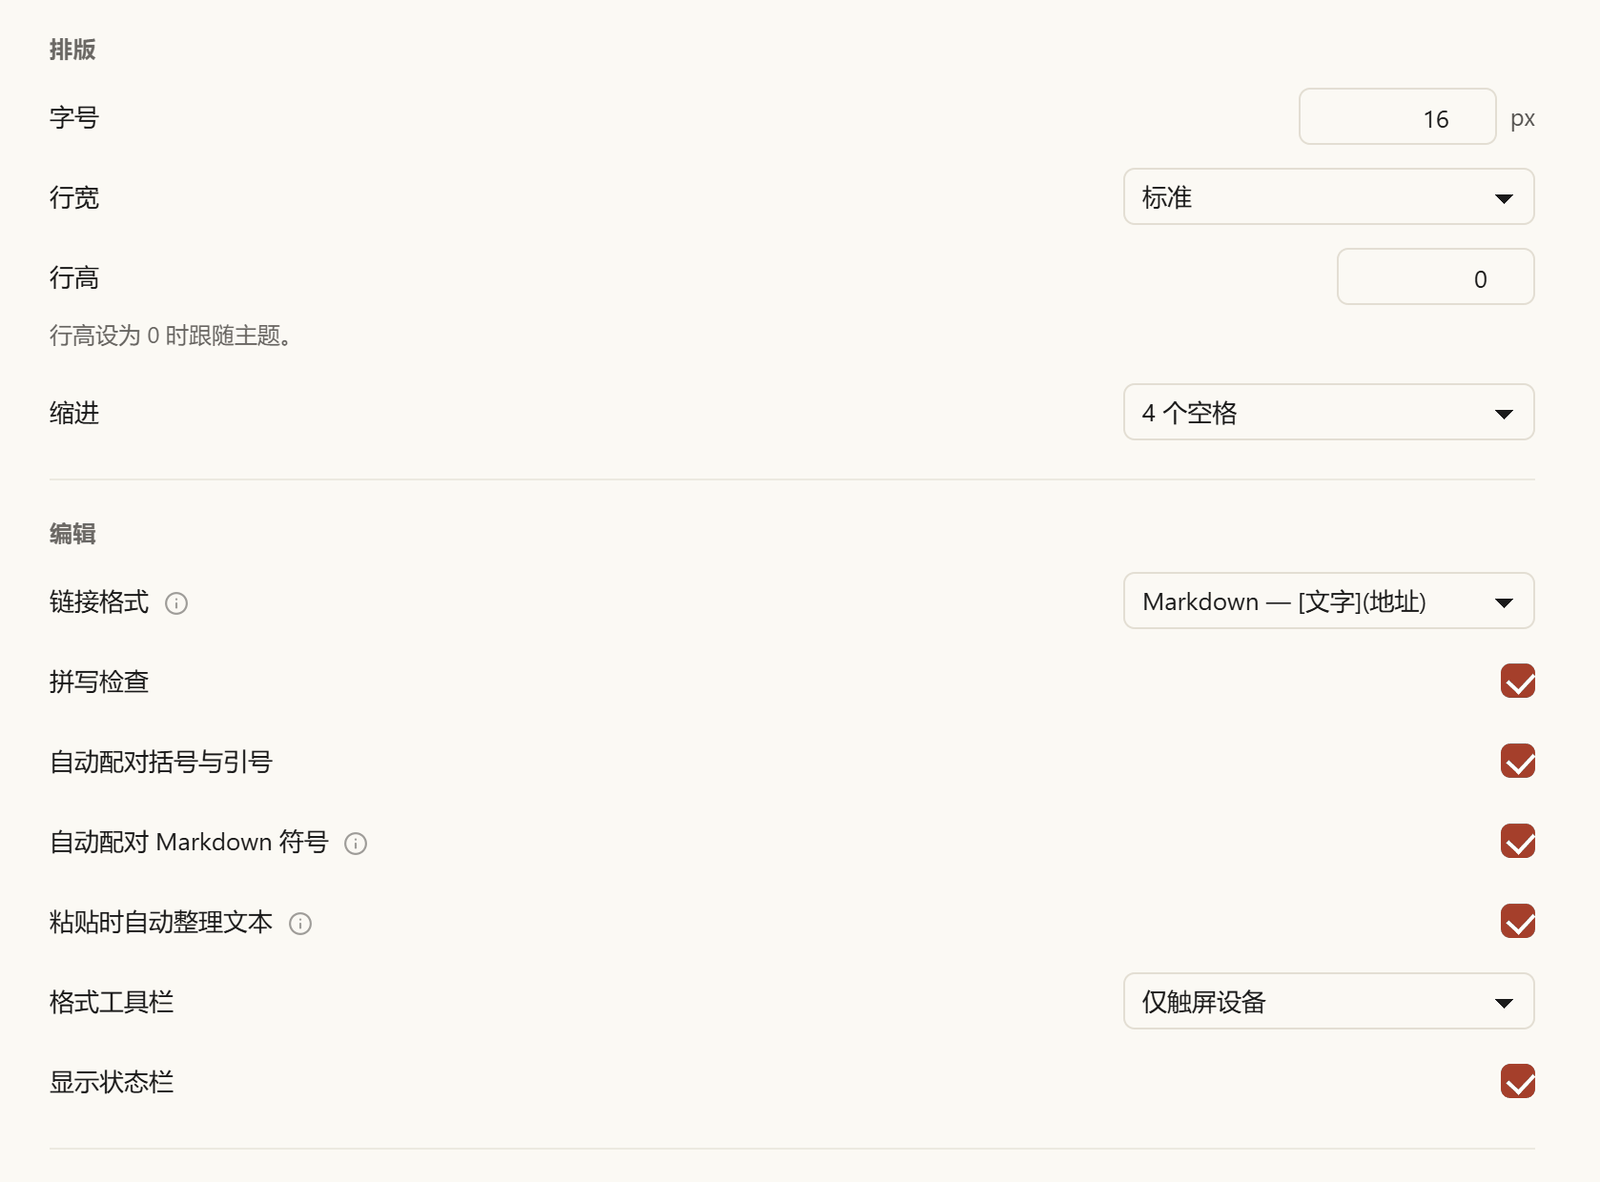 排版
字号 16 px
行宽 标准
行高 0
行高设为 0 时跟随主题。
缩进 4 个空格
编辑
链接格式 Markdown — [文字](地址)
拼写检查
自动配对括号与引号
自动配对 Markdown 符号
粘贴时自动整理文本
格式工具栏 仅触屏设备
显示状态栏